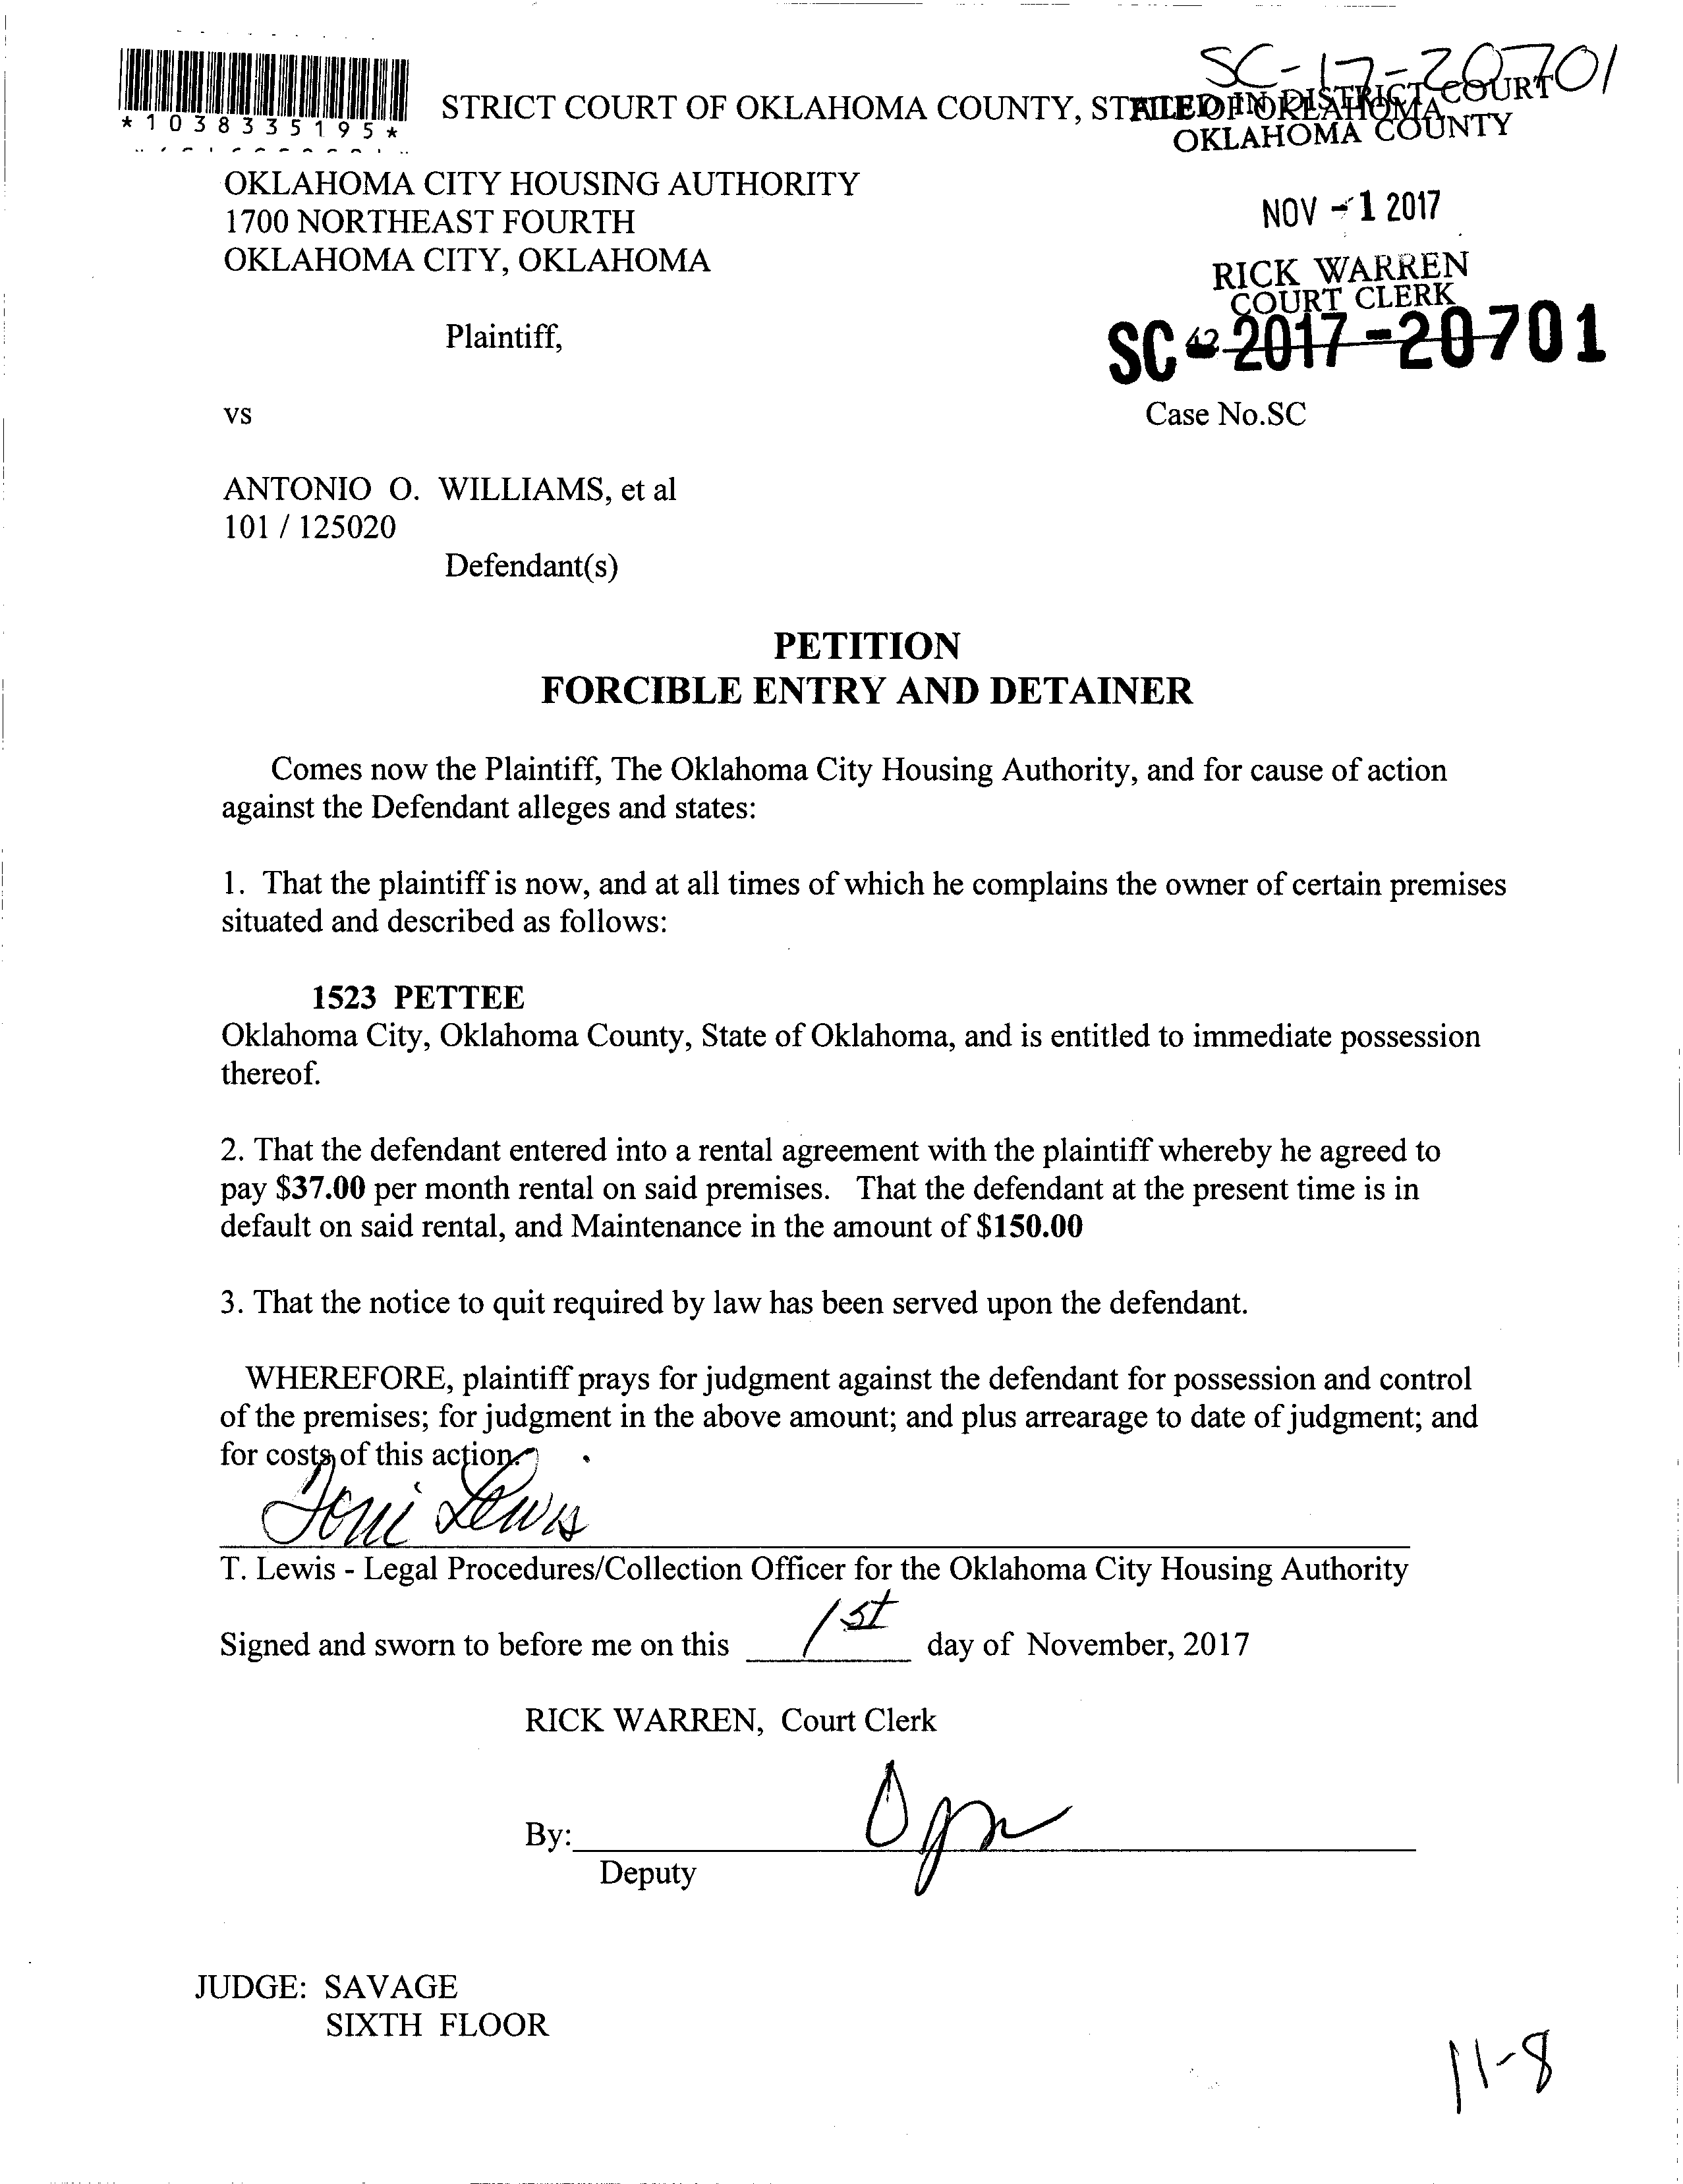 SC-17-20701
*1038335195*
STRICT COURT OF OKLAHOMA COUNTY, STATE OF OKLAHOMA
FILED IN DISTRICT COURT
OKLAHOMA COUNTY
OKLAHOMA CITY HOUSING AUTHORITY
1700 NORTHEAST FOURTH
OKLAHOMA CITY, OKLAHOMA
NOV - 1 2017
RICK WARREN
COURT CLERK
Plaintiff,
42
SC - 2017 - 20701
vs
Case No.SC
ANTONIO O. WILLIAMS, et al
101 / 125020
Defendant(s)
PETITION
FORCIBLE ENTRY AND DETAINER
Comes now the Plaintiff, The Oklahoma City Housing Authority, and for cause of action
against the Defendant alleges and states:
1. That the plaintiff is now, and at all times of which he complains the owner of certain premises
situated and described as follows:
1523 PETTEE
Oklahoma City, Oklahoma County, State of Oklahoma, and is entitled to immediate possession
thereof.
2. That the defendant entered into a rental agreement with the plaintiff whereby he agreed to
pay $37.00 per month rental on said premises. That the defendant at the present time is in
default on said rental, and Maintenance in the amount of $150.00
3. That the notice to quit required by law has been served upon the defendant.
WHEREFORE, plaintiff prays for judgment against the defendant for possession and control
of the premises; for judgment in the above amount; and plus arrearage to date of judgment; and
for costs of this action.
Toni Lewis
T. Lewis - Legal Procedures/Collection Officer for the Oklahoma City Housing Authority
Signed and sworn to before me on this 1st day of November, 2017
RICK WARREN, Court Clerk
By:
Deputy
JUDGE: SAVAGE
SIXTH FLOOR
11-8